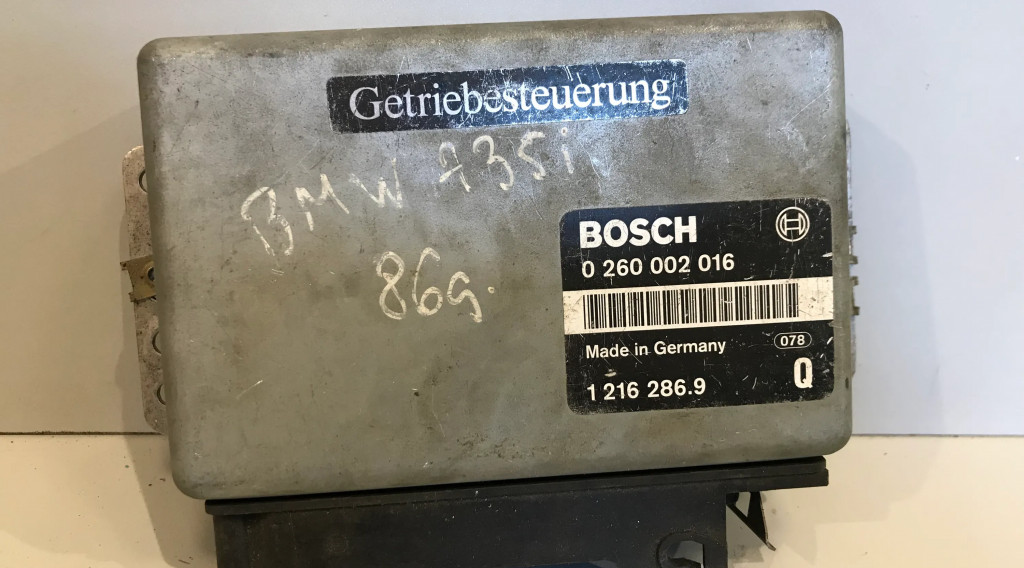 Getriebesteuerung
BMW 735i
86g.
BOSCH
0 260 002 016
Made in Germany 078
1 216 286.9 Q